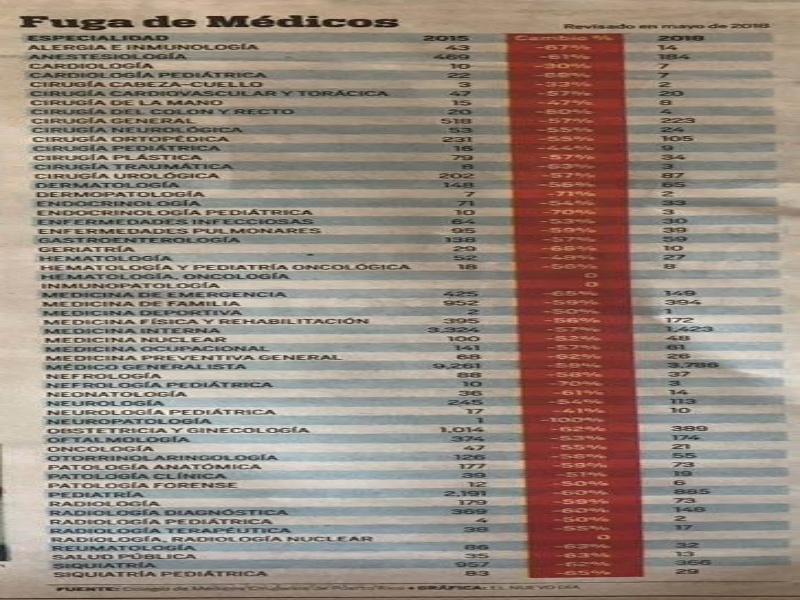 Fuga de Médicos
Revisado en mayo de 2018
ESPECIALIDAD 2015 Cambio % 2018
ALERGIA E INMUNOLOGÍA 43 -67% 14
ANESTESIOLOGÍA 469 -61% 184
CARDIOLOGÍA 10 -30% 7
CARDIOLOGÍA PEDIÁTRICA 22 -68% 7
CIRUGÍA CABEZA-CUELLO 3 -33% 2
CIRUGÍA CARDIOVASCULAR Y TORÁCICA 47 -57% 20
CIRUGÍA DE LA MANO 15 -47% 8
CIRUGÍA DEL COLON Y RECTO 20 -80% 4
CIRUGÍA GENERAL 518 -57% 223
CIRUGÍA NEUROLÓGICA 53 -55% 24
CIRUGÍA ORTOPÉDICA 231 -55% 105
CIRUGÍA PEDIÁTRICA 16 -44% 9
CIRUGÍA PLÁSTICA 79 -57% 34
CIRUGÍA TRAUMÁTICA 8 -63% 3
CIRUGÍA UROLÓGICA 202 -57% 87
DERMATOLOGÍA 148 -56% 65
DERMOPATOLOGÍA 7 -71% 2
ENDOCRINOLOGÍA 71 -54% 33
ENDOCRINOLOGÍA PEDIÁTRICA 10 -70% 3
ENFERMEDADES INFECCIOSAS 64 -53% 30
ENFERMEDADES PULMONARES 95 -59% 39
GASTROENTEROLOGÍA 138 -57% 59
GERIATRÍA 29 -66% 10
HEMATOLOGÍA 52 -48% 27
HEMATOLOGÍA Y PEDIATRÍA ONCOLÓGICA 18 -56% 8
HEMATOLOGÍA, ONCOLOGÍA 0
INMUNOPATOLOGÍA 0
MEDICINA DE EMERGENCIA 425 -65% 149
MEDICINA DE FAMILIA 952 -59% 394
MEDICINA DEPORTIVA 2 -50% 1
MEDICINA FÍSICA Y REHABILITACIÓN 395 -56% 172
MEDICINA INTERNA 3,324 -57% 1,423
MEDICINA NUCLEAR 100 -52% 48
MEDICINA OCUPACIONAL 141 -57% 61
MEDICINA PREVENTIVA GENERAL 68 -62% 26
MÉDICO GENERALISTA 9,261 -59% 3,786
NEFROLOGÍA 88 -58% 37
NEFROLOGÍA PEDIÁTRICA 10 -70% 3
NEONATOLOGÍA 36 -61% 14
NEUROLOGÍA 245 -54% 113
NEUROLOGÍA PEDIÁTRICA 17 -41% 10
NEUROPATOLOGÍA 1 -100%
OBSTETRICIA Y GINECOLOGÍA 1,014 -62% 389
OFTALMOLOGÍA 374 -53% 174
ONCOLOGÍA 47 -55% 21
OTORRINOLARINGOLOGÍA 126 -56% 55
PATOLOGÍA ANATÓMICA 177 -59% 73
PATOLOGÍA CLÍNICA 39 -51% 19
PATOLOGÍA FORENSE 12 -50% 6
PEDIATRÍA 2,191 -60% 885
RADIOLOGÍA 179 -59% 73
RADIOLOGÍA DIAGNÓSTICA 369 -60% 148
RADIOLOGÍA PEDIÁTRICA 4 -50% 2
RADIOLOGÍA TERAPÉUTICA 38 -55% 17
RADIOLOGÍA, RADIOLOGÍA NUCLEAR 0
REUMATOLOGÍA 86 -63% 32
SALUD PÚBLICA 35 -63% 13
SIQUIATRÍA 957 -62% 366
SIQUIATRÍA PEDIÁTRICA 83 -65% 29
FUENTE: Colegio de Médicos Cirujanos de Puerto Rico • GRÁFICA: EL NUEVO DÍA